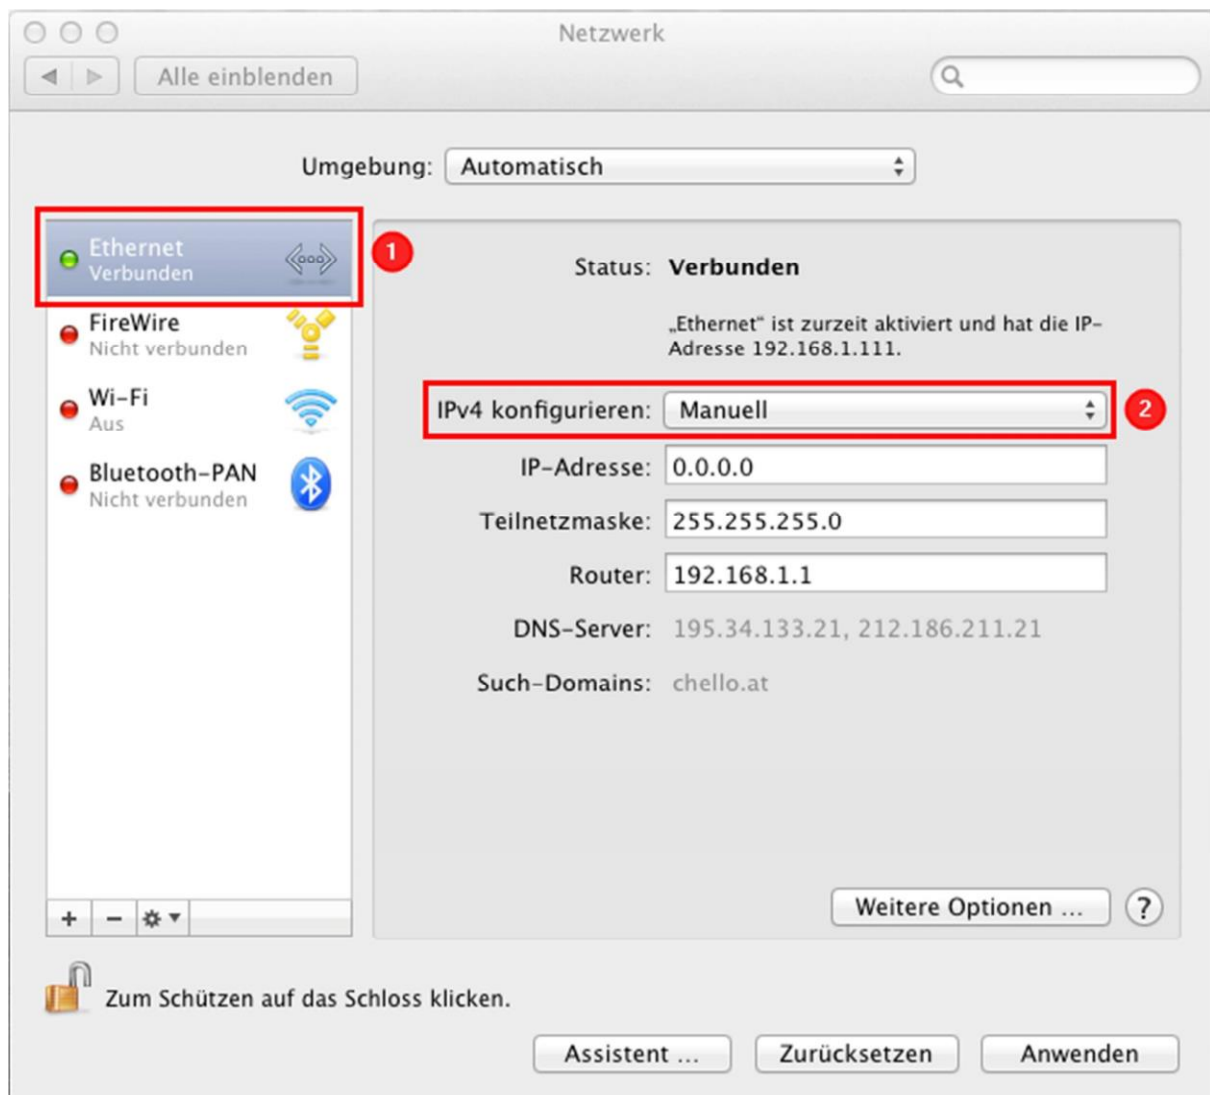 Netzwerk
Alle einblenden
Umgebung: Automatisch
Ethernet
Verbunden
1
FireWire
Nicht verbunden
Wi-Fi
Aus
Bluetooth-PAN
Nicht verbunden
Status: Verbunden
„Ethernet“ ist zurzeit aktiviert und hat die IP-
Adresse 192.168.1.111.
IPv4 konfigurieren: Manuell
2
IP-Adresse: 0.0.0.0
Teilnetzmaske: 255.255.255.0
Router: 192.168.1.1
DNS-Server: 195.34.133.21, 212.186.211.21
Such-Domains: chello.at
Weitere Optionen ... ?
Zum Schützen auf das Schloss klicken.
Assistent ... Zurücksetzen Anwenden